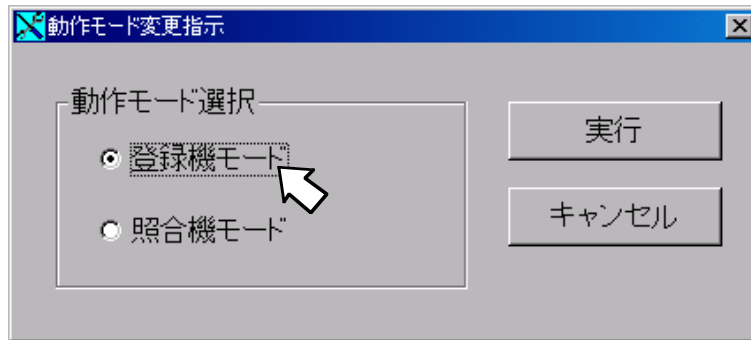 動作モード変更指示
動作モード選択
登録機モード
照合機モード
実行
キャンセル